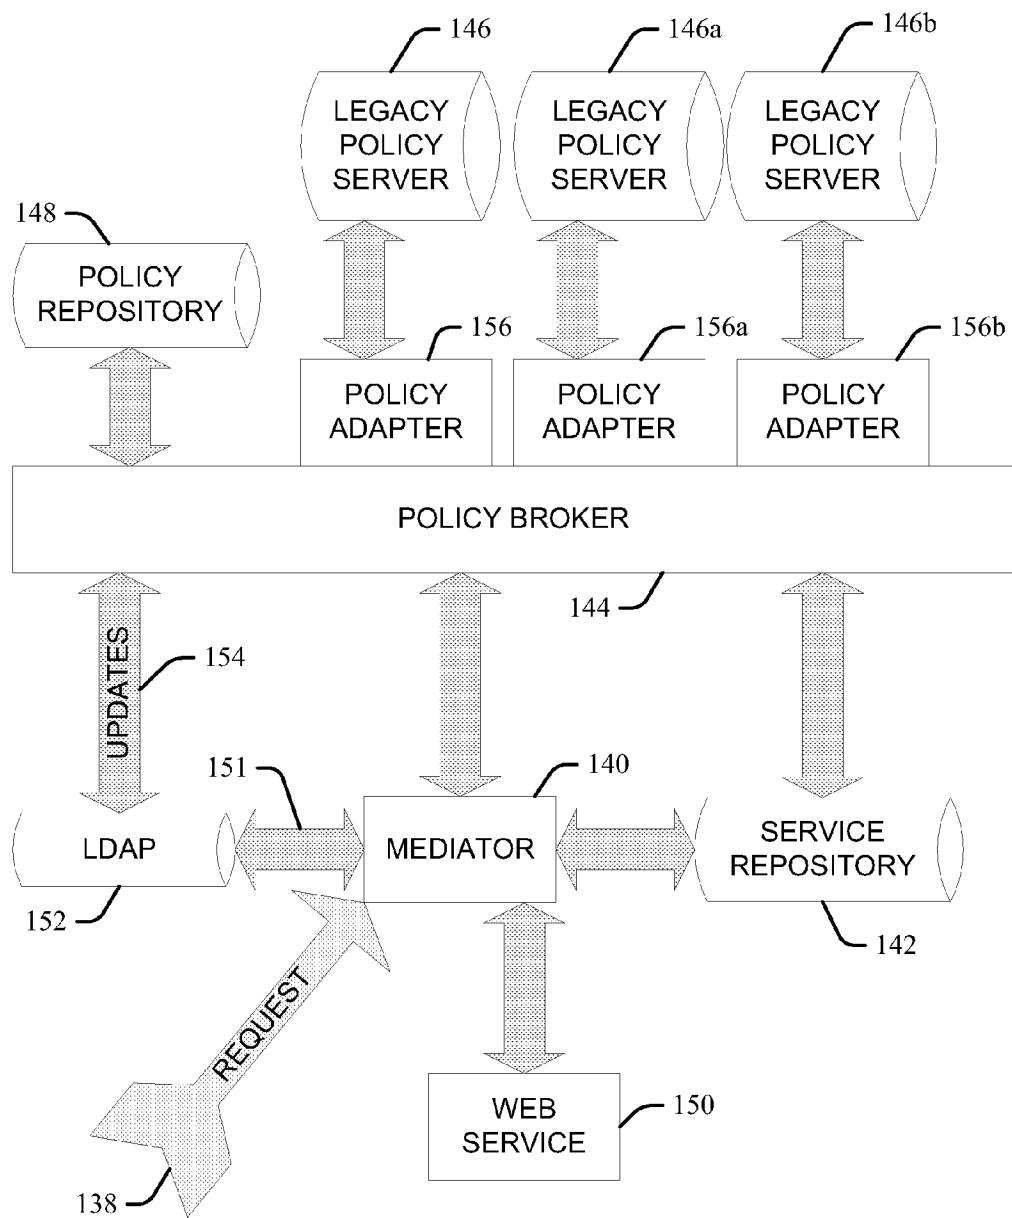 146
146a
146b
LEGACY
POLICY
SERVER
LEGACY
POLICY
SERVER
LEGACY
POLICY
SERVER
148
POLICY
REPOSITORY
156
156a
156b
POLICY
ADAPTER
POLICY
ADAPTER
POLICY
ADAPTER
POLICY BROKER
144
UPDATES
154
151
140
LDAP
MEDIATOR
SERVICE
REPOSITORY
152
142
REQUEST
WEB
SERVICE
150
138